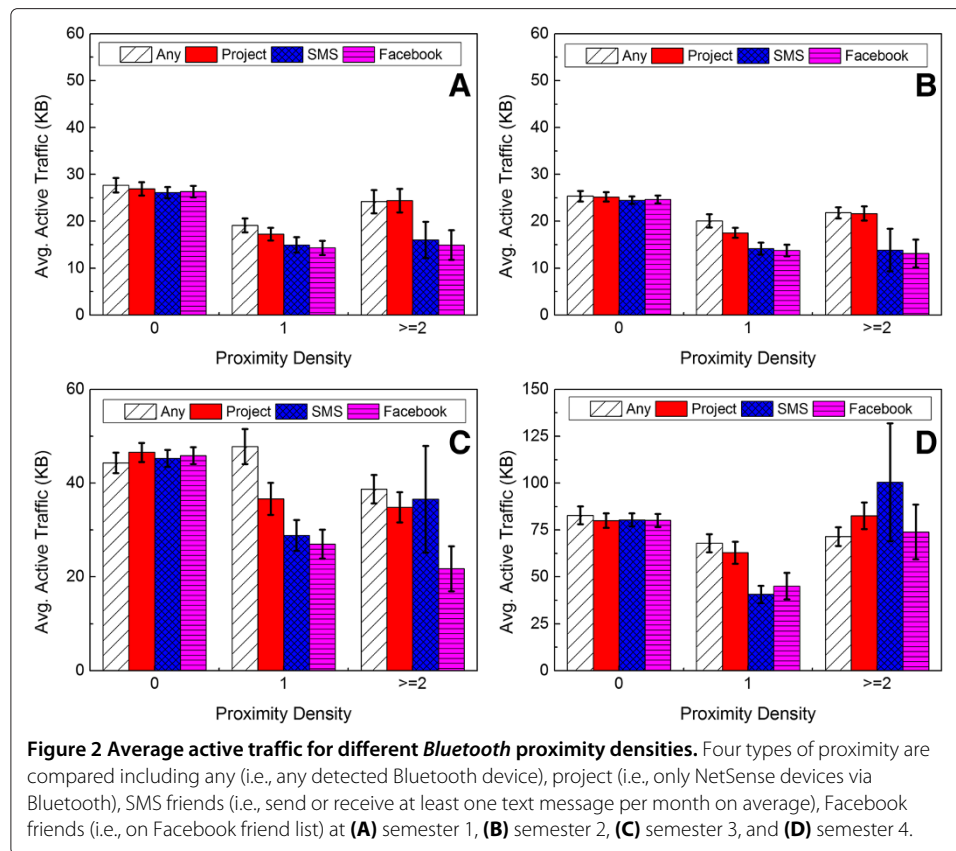 60
50
40
30
20
10
0
Avg. Active Traffic (KB)
Any Project SMS Facebook
A
0 1 >=2
Proximity Density
60
50
40
30
20
10
0
Avg. Active Traffic (KB)
Any Project SMS Facebook
B
0 1 >=2
Proximity Density
60
40
20
0
Avg. Active Traffic (KB)
Any Project SMS Facebook
C
0 1 >=2
Proximity Density
150
125
100
75
50
25
0
Avg. Active Traffic (KB)
Any Project SMS Facebook
D
0 1 >=2
Proximity Density
Figure 2 Average active traffic for different Bluetooth proximity densities. Four types of proximity are
compared including any (i.e., any detected Bluetooth device), project (i.e., only NetSense devices via
Bluetooth), SMS friends (i.e., send or receive at least one text message per month on average), Facebook
friends (i.e., on Facebook friend list) at (A) semester 1, (B) semester 2, (C) semester 3, and (D) semester 4.